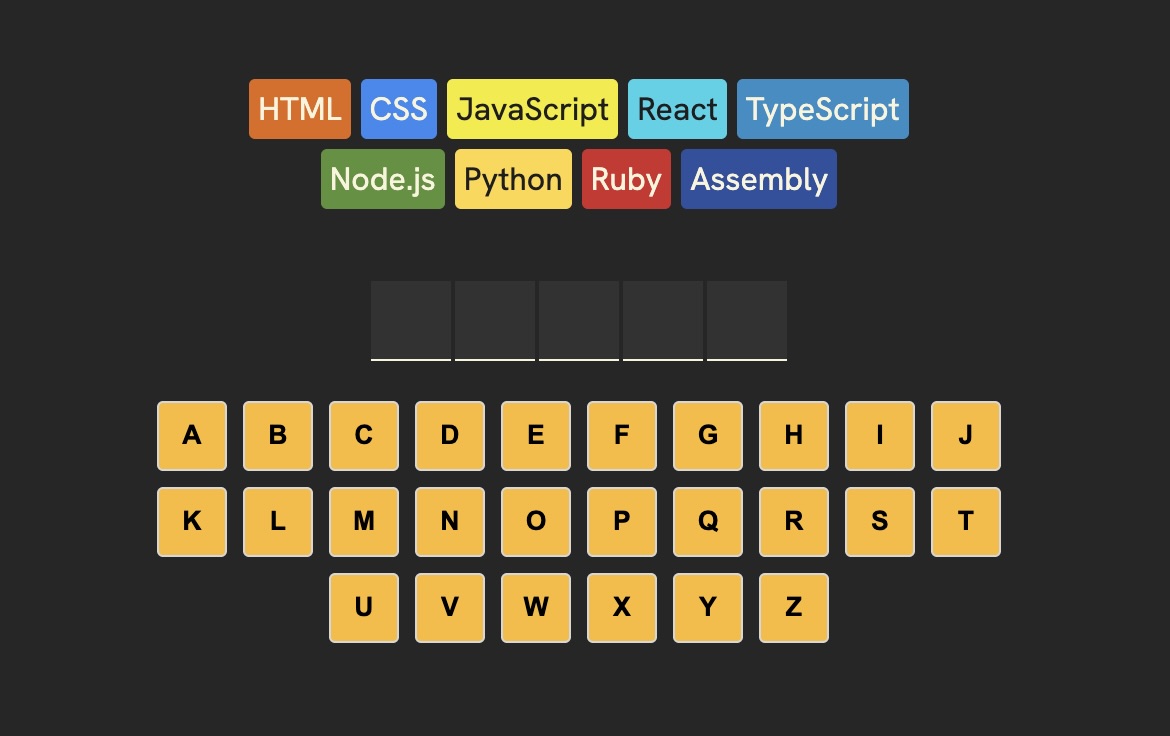 HTML CSS JavaScript React TypeScript
Node.js Python Ruby Assembly
A B C D E F G H I J
K L M N O P Q R S T
U V W X Y Z